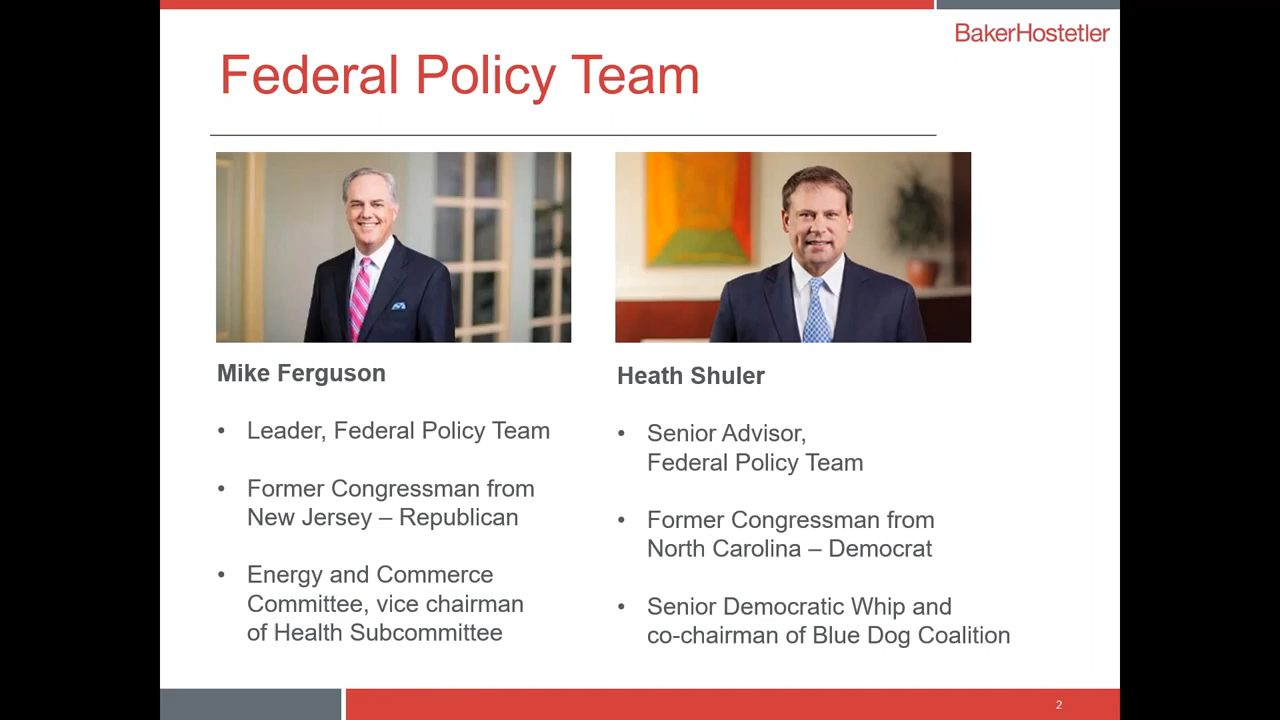 BakerHostetler
Federal Policy Team
Mike Ferguson
• Leader, Federal Policy Team
• Former Congressman from
New Jersey – Republican
• Energy and Commerce
Committee, vice chairman
of Health Subcommittee
Heath Shuler
• Senior Advisor,
Federal Policy Team
• Former Congressman from
North Carolina – Democrat
• Senior Democratic Whip and
co-chairman of Blue Dog Coalition
2